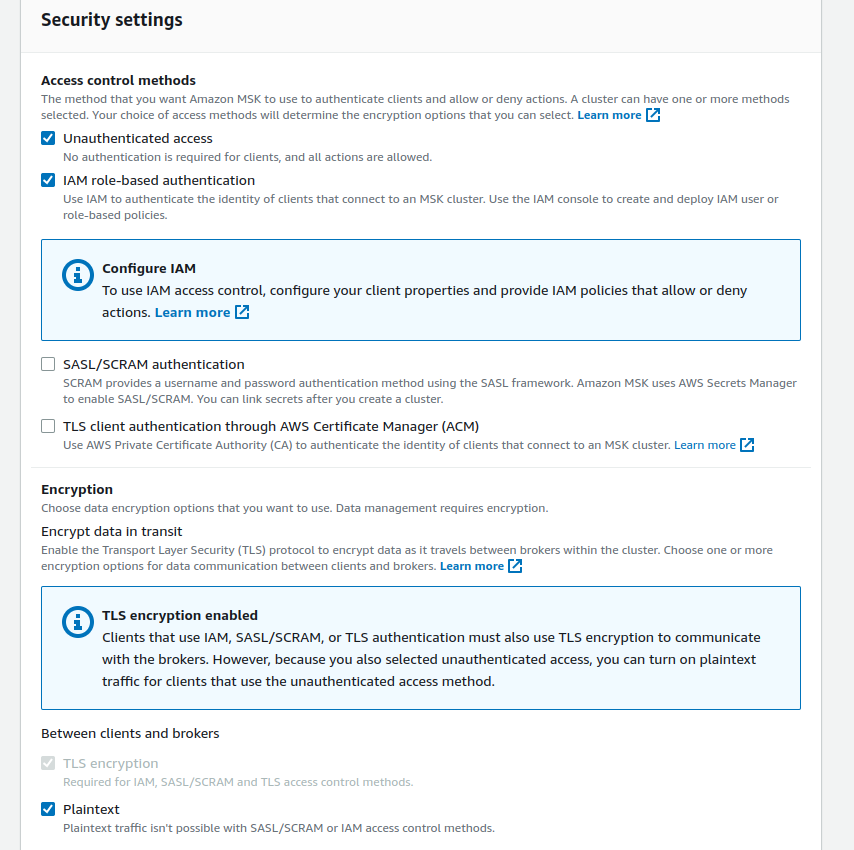 Security settings
Access control methods
The method that you want Amazon MSK to use to authenticate clients and allow or deny actions. A cluster can have one or more methods
selected. Your choice of access methods will determine the encryption options that you can select. Learn more
Unauthenticated access
No authentication is required for clients, and all actions are allowed.
IAM role-based authentication
Use IAM to authenticate the identity of clients that connect to an MSK cluster. Use the IAM console to create and deploy IAM user or
role-based policies.
Configure IAM
To use IAM access control, configure your client properties and provide IAM policies that allow or deny
actions. Learn more
SASL/SCRAM authentication
SCRAM provides a username and password authentication method using the SASL framework. Amazon MSK uses AWS Secrets Manager
to enable SASL/SCRAM. You can link secrets after you create a cluster.
TLS client authentication through AWS Certificate Manager (ACM)
Use AWS Private Certificate Authority (CA) to authenticate the identity of clients that connect to an MSK cluster. Learn more
Encryption
Choose data encryption options that you want to use. Data management requires encryption.
Encrypt data in transit
Enable the Transport Layer Security (TLS) protocol to encrypt data as it travels between brokers within the cluster. Choose one or more
encryption options for data communication between clients and brokers. Learn more
TLS encryption enabled
Clients that use IAM, SASL/SCRAM, or TLS authentication must also use TLS encryption to communicate
with the brokers. However, because you also selected unauthenticated access, you can turn on plaintext
traffic for clients that use the unauthenticated access method.
Between clients and brokers
TLS encryption
Required for IAM, SASL/SCRAM and TLS access control methods.
Plaintext
Plaintext traffic isn't possible with SASL/SCRAM or IAM access control methods.